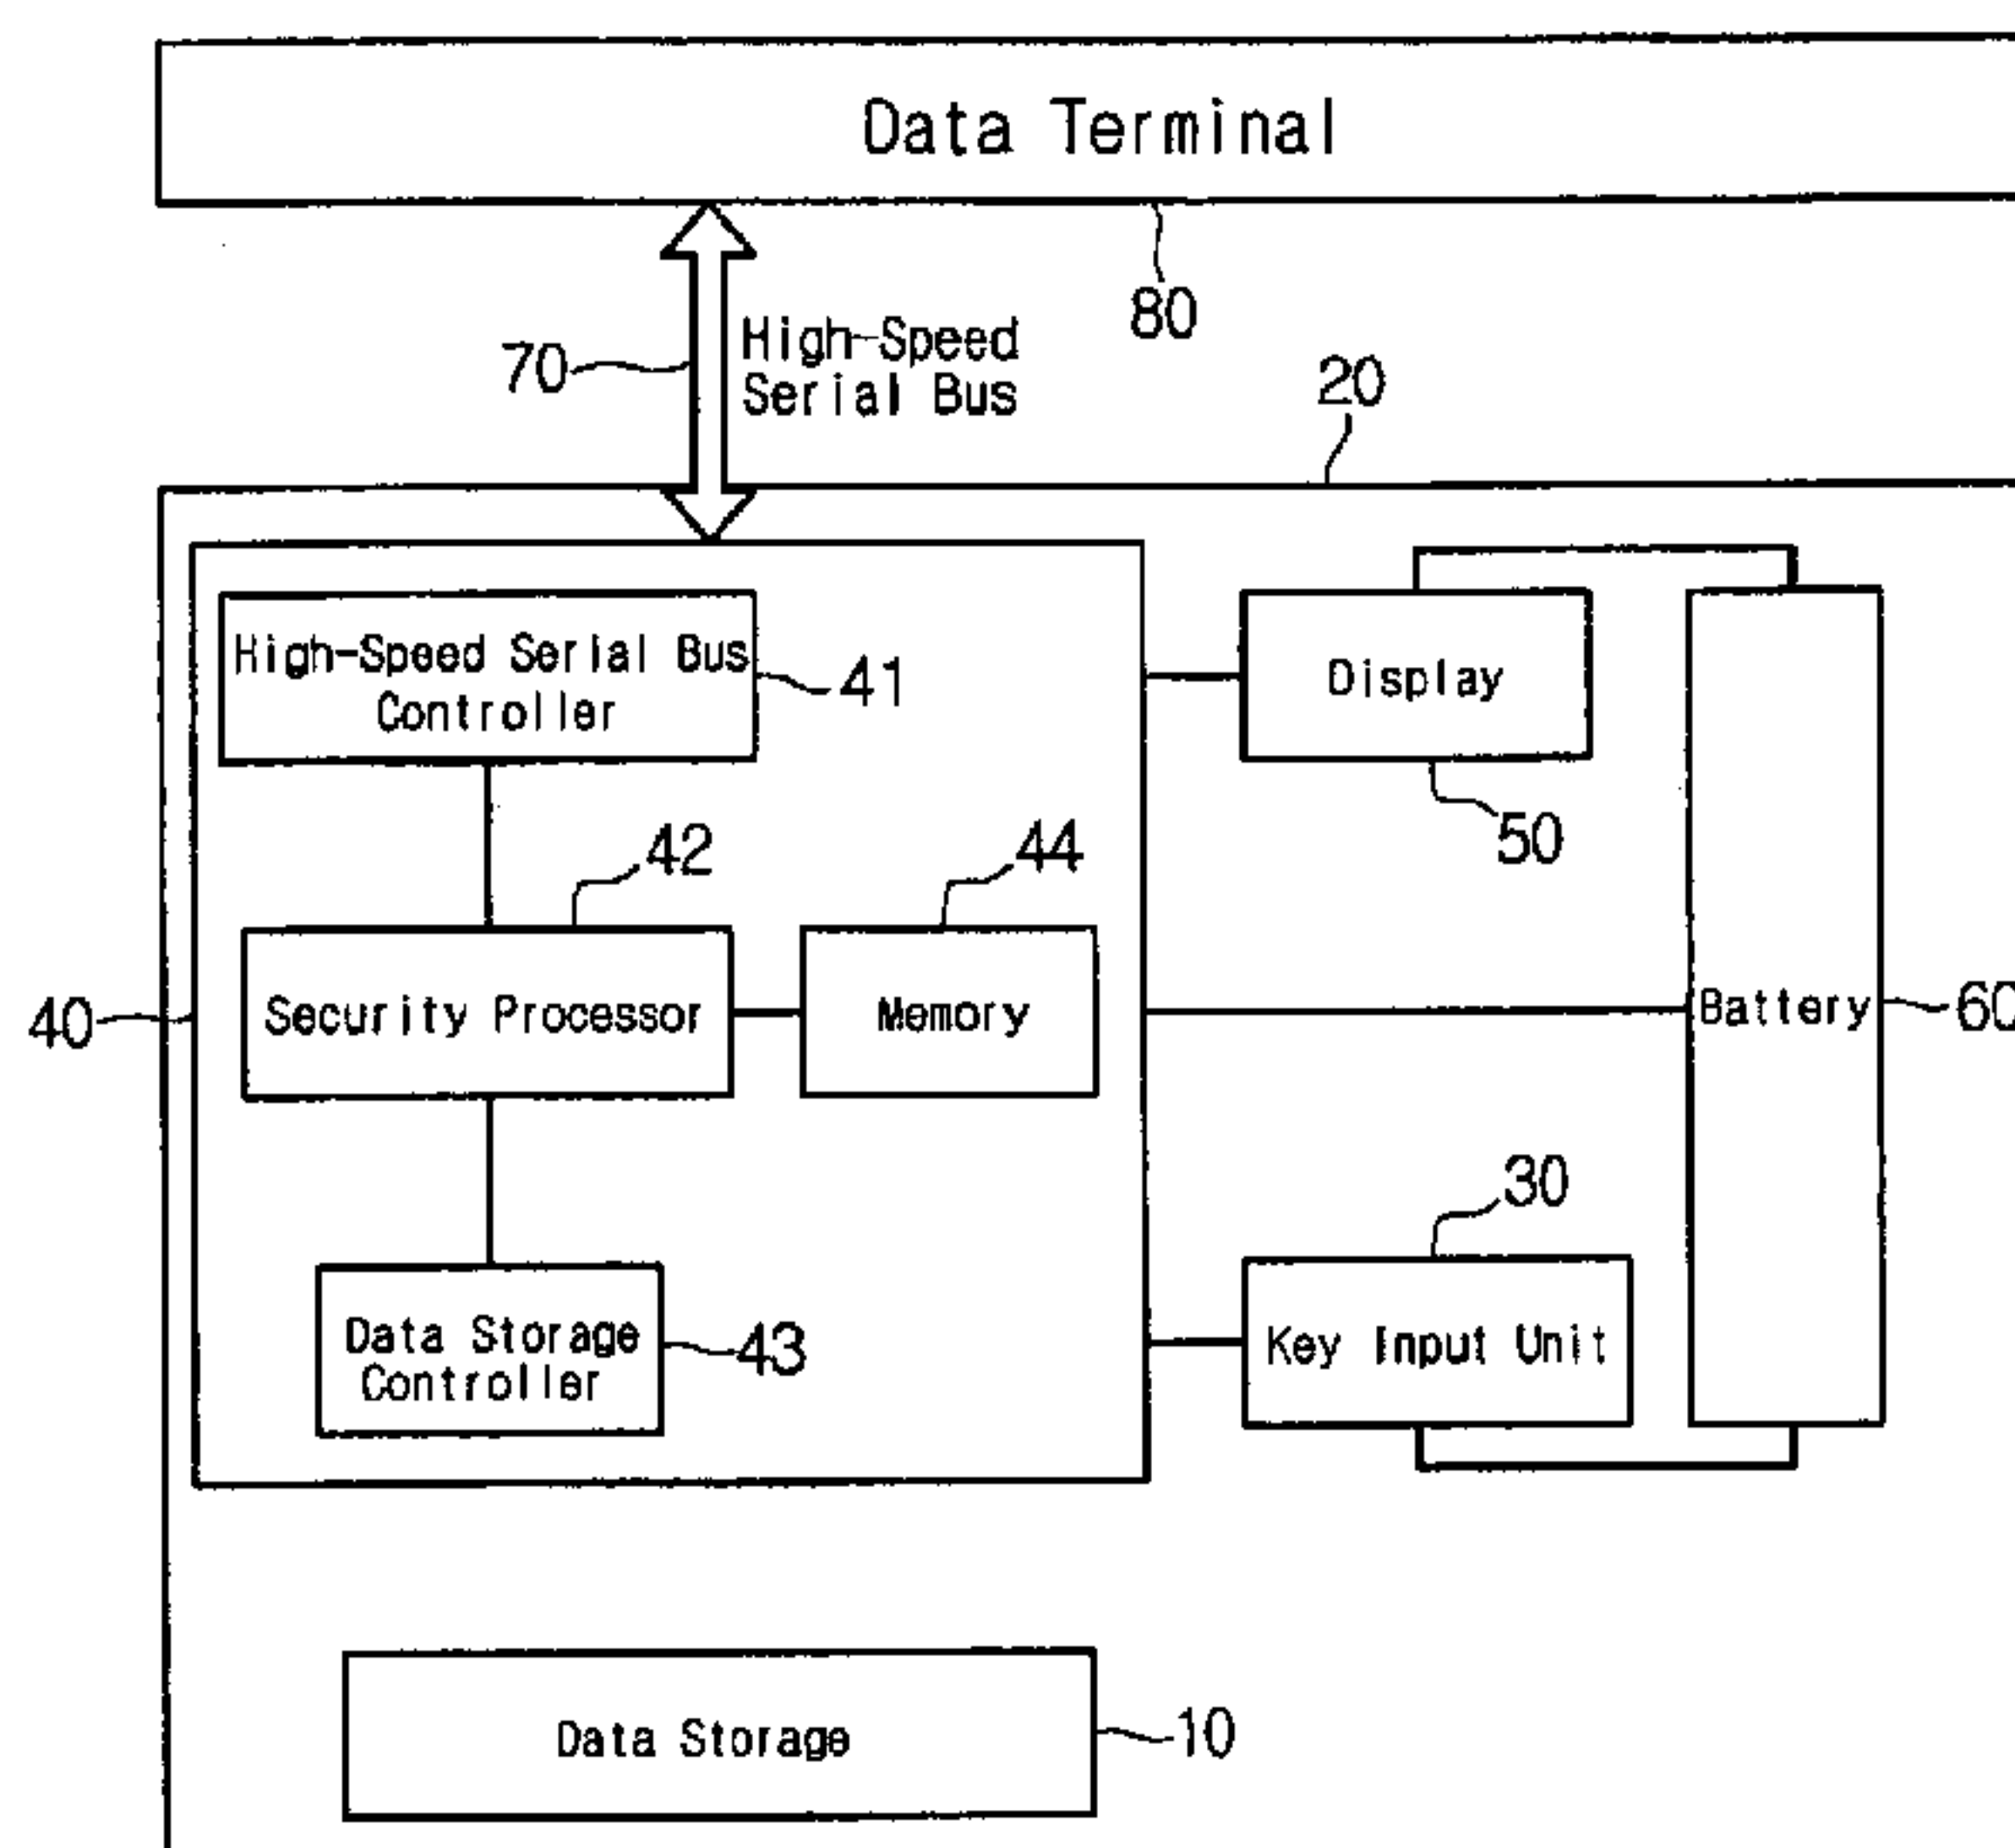 Data Terminal
80
70
High-Speed
Serial Bus
20
High-Speed Serial Bus
Controller
41
Display
50
42
44
40
Security Processor
Memory
Battery
60
30
Data Storage
Controller
43
Key Input Unit
Data Storage
10